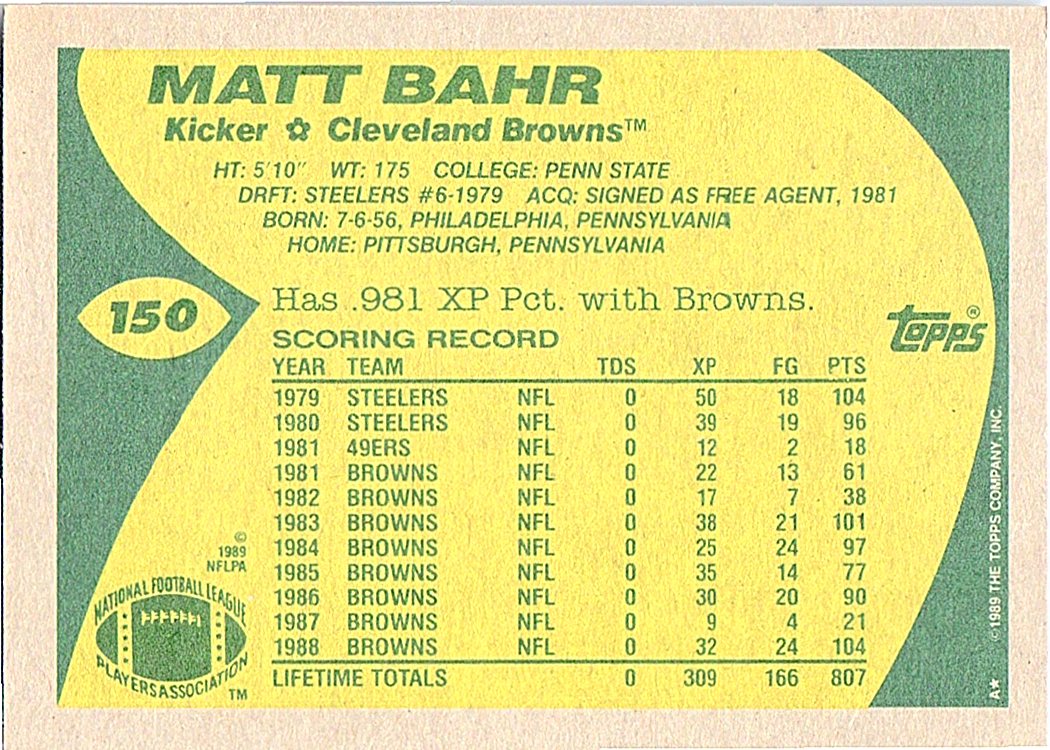 MATT BAHR
Kicker ✿ Cleveland Browns™
HT: 5'10" WT: 175 COLLEGE: PENN STATE
DRFT: STEELERS #6-1979 ACQ: SIGNED AS FREE AGENT, 1981
BORN: 7-6-56, PHILADELPHIA, PENNSYLVANIA
HOME: PITTSBURGH, PENNSYLVANIA
150
Has .981 XP Pct. with Browns.
TOPPS®
SCORING RECORD
YEAR TEAM TDS XP FG PTS
1979 STEELERS NFL 0 50 18 104
1980 STEELERS NFL 0 39 19 96
1981 49ERS NFL 0 12 2 18
1981 BROWNS NFL 0 22 13 61
1982 BROWNS NFL 0 17 7 38
1983 BROWNS NFL 0 38 21 101
1984 BROWNS NFL 0 25 24 97
1985 BROWNS NFL 0 35 14 77
1986 BROWNS NFL 0 30 20 90
1987 BROWNS NFL 0 9 4 21
1988 BROWNS NFL 0 32 24 104
LIFETIME TOTALS 0 309 166 807
©
1989
NFLPA
NATIONAL FOOTBALL LEAGUE
PLAYERS ASSOCIATION
TM
©1989 THE TOPPS COMPANY, INC.
A★